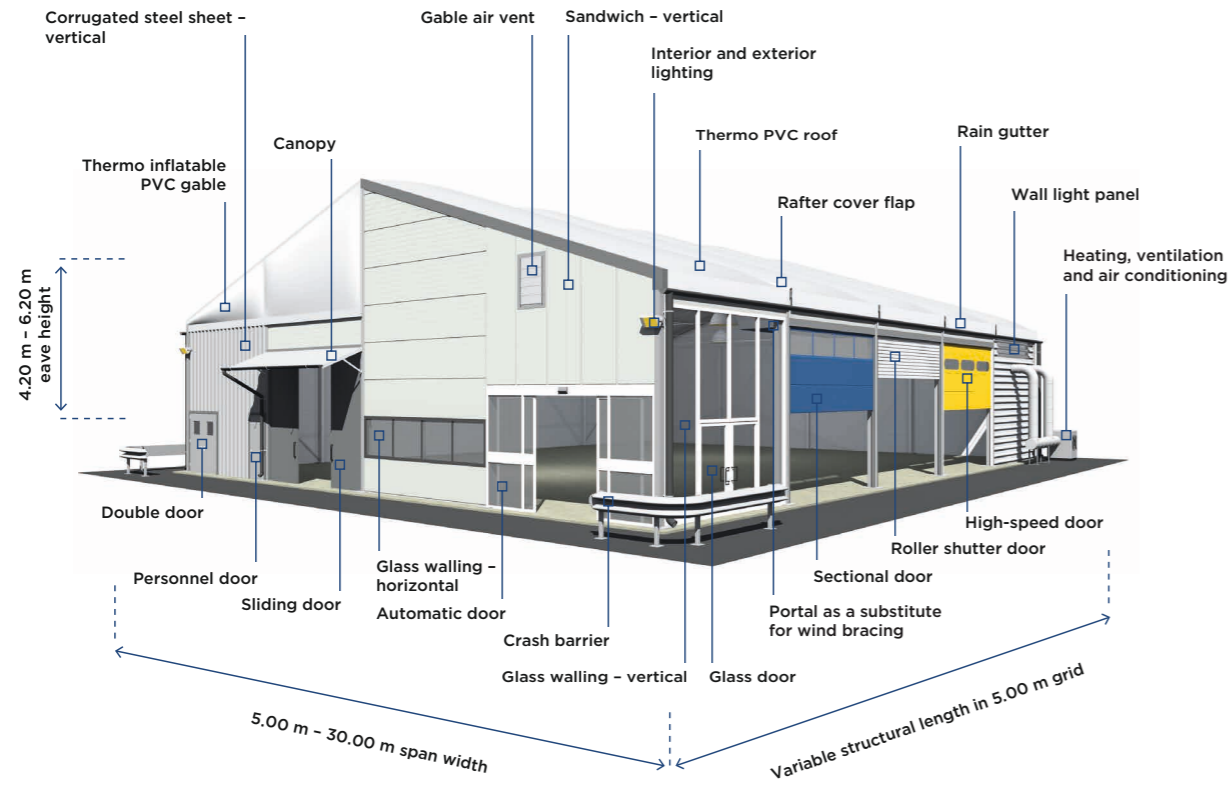 Corrugated steel sheet –
vertical
Gable air vent
Sandwich – vertical
Interior and exterior
lighting
Thermo PVC roof
Rain gutter
Canopy
Thermo inflatable
PVC gable
Rafter cover flap
Wall light panel
Heating, ventilation
and air conditioning
4.20 m – 6.20 m
eave height
Double door
Personnel door
Sliding door
Glass walling –
horizontal
Automatic door
Crash barrier
Glass walling – vertical
Glass door
Portal as a substitute
for wind bracing
Sectional door
Roller shutter door
High-speed door
5.00 m – 30.00 m span width
Variable structural length in 5.00 m grid